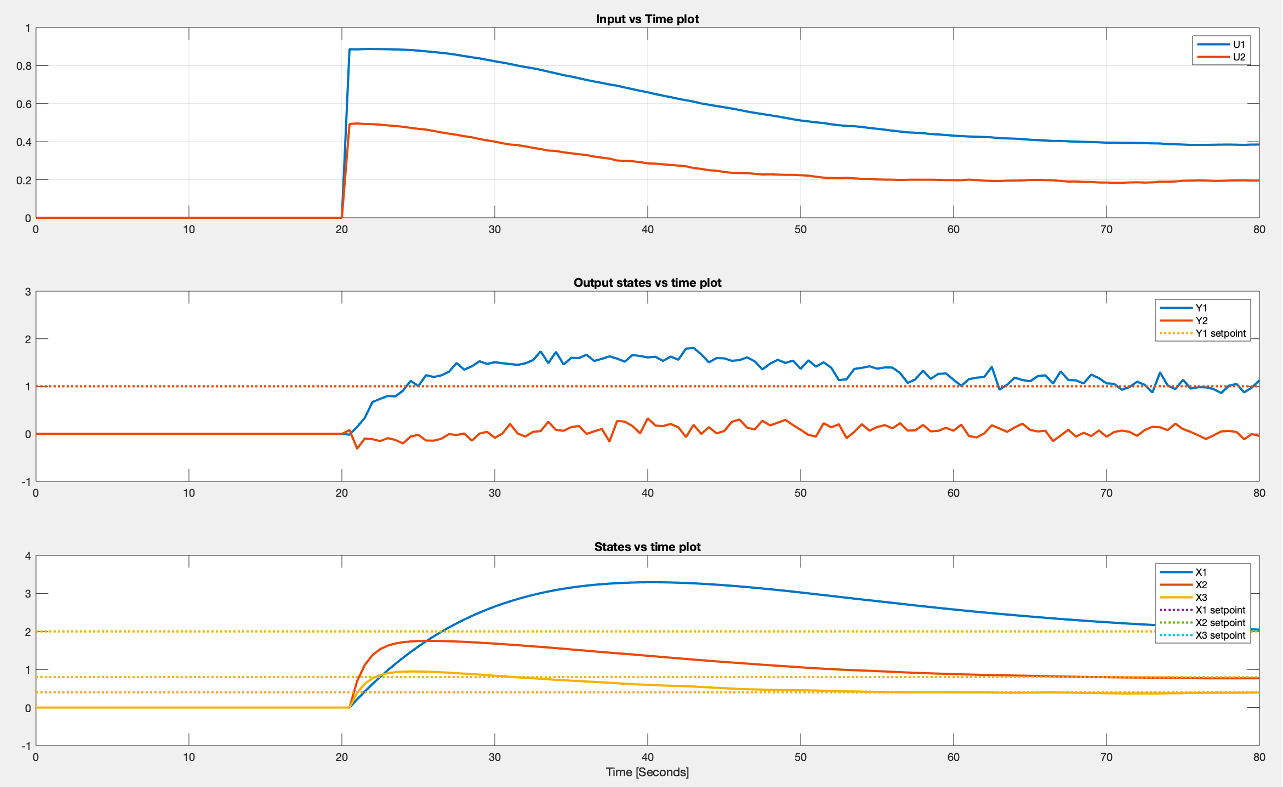 Input vs Time plot
1
0.8
0.6
0.4
0.2
0
0 10 20 30 40 50 60 70 80
U1
U2
Output states vs time plot
3
2
1
0
-1
0 10 20 30 40 50 60 70 80
Y1
Y2
Y1 setpoint
States vs time plot
4
3
2
1
0
-1
0 10 20 30 40 50 60 70 80
X1
X2
X3
X1 setpoint
X2 setpoint
X3 setpoint
Time [Seconds]